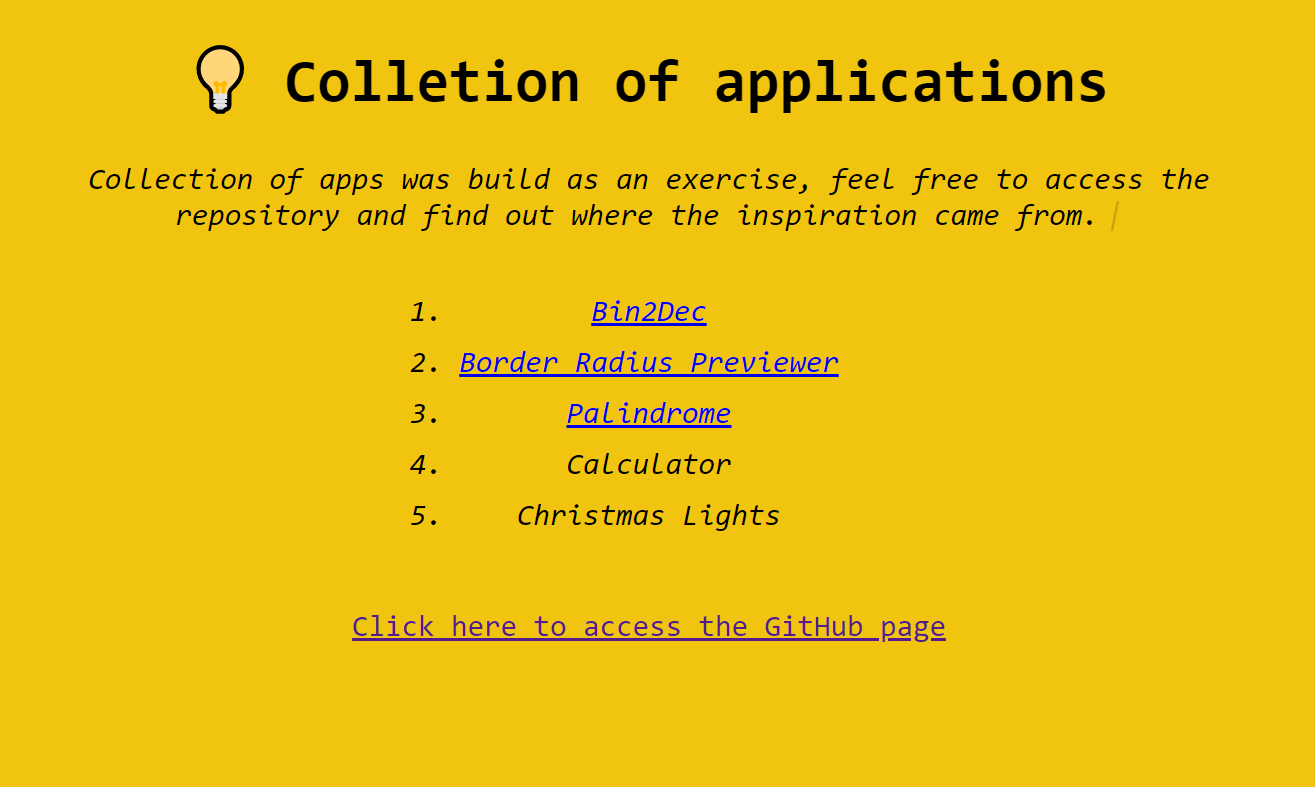 Colletion of applications
Collection of apps was build as an exercise, feel free to access the
repository and find out where the inspiration came from.
1. Bin2Dec
2. Border Radius Previewer
3. Palindrome
4. Calculator
5. Christmas Lights
Click here to access the GitHub page